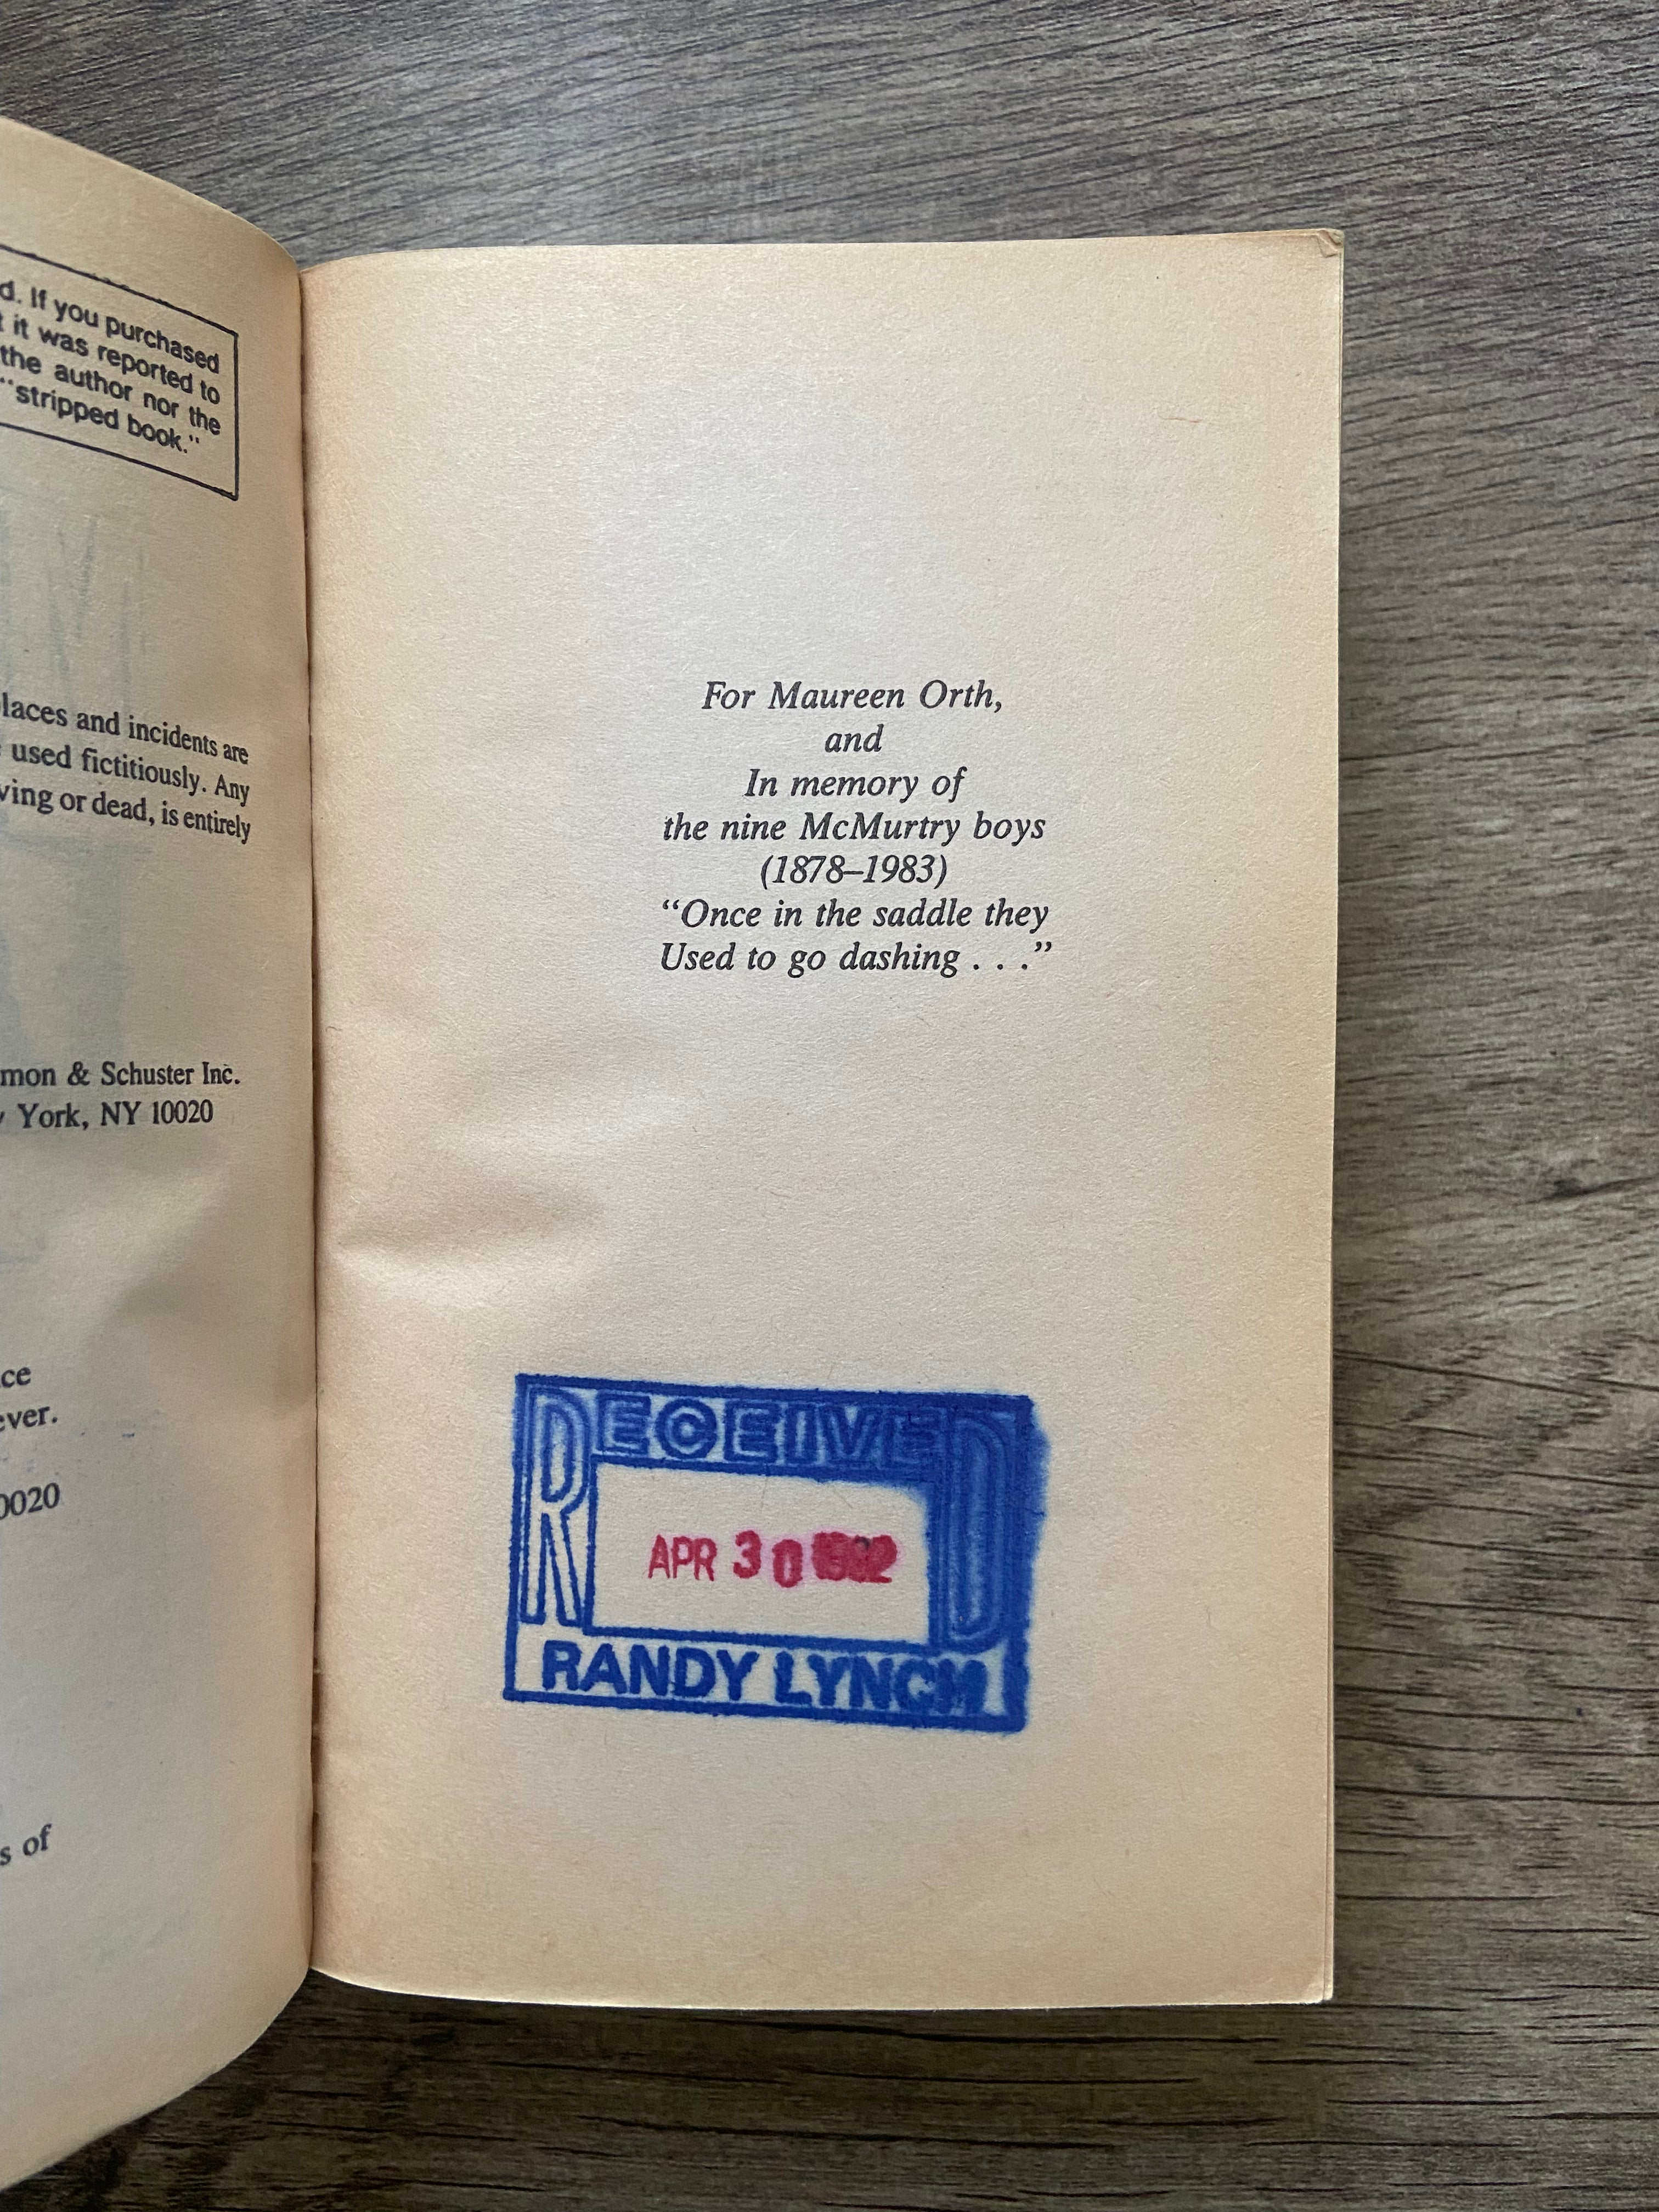 d. If you purchased
it was reported to
the author nor the
"stripped book."
laces and incidents are
used fictitiously. Any
ving or dead, is entirely
mon & Schuster Inc.
York, NY 10020
ce
ever.
0020
s of
For Maureen Orth,
and
In memory of
the nine McMurtry boys
(1878–1983)
“Once in the saddle they
Used to go dashing . . .”
RECEIVED
APR 30
RANDY LYNCH